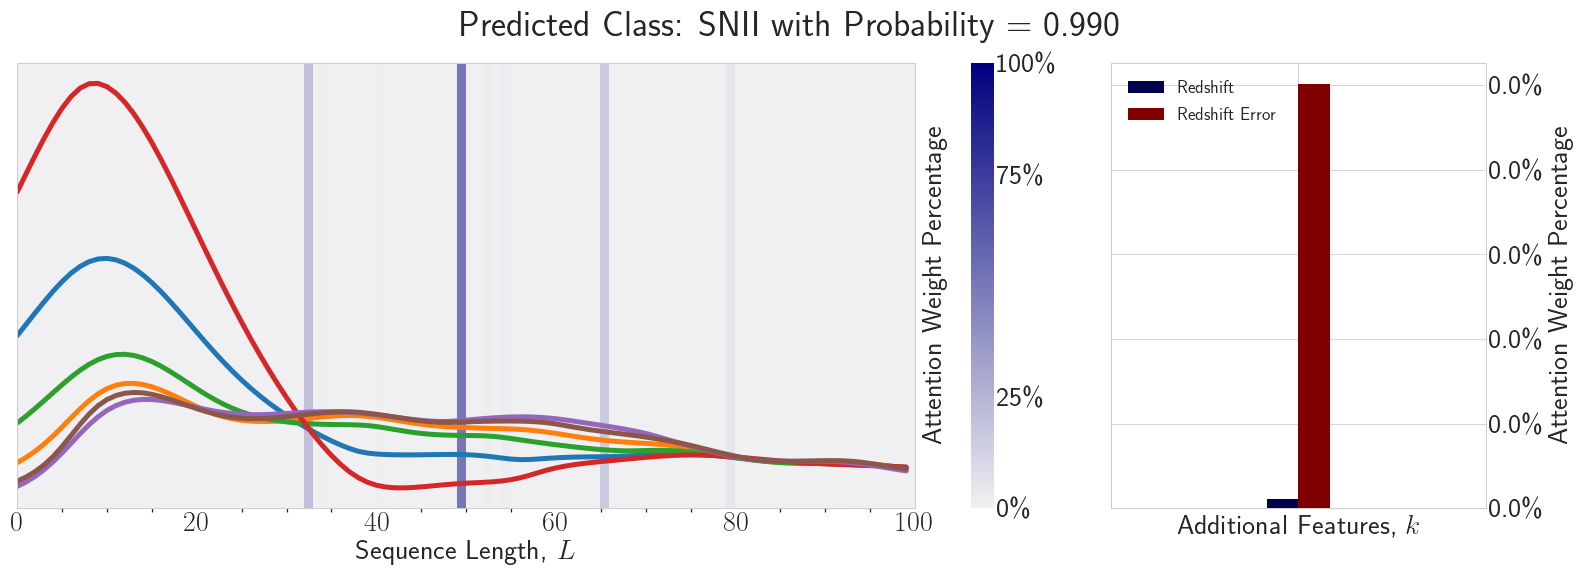 Predicted Class: SNII with Probability = 0.990
0
20
40
60
80
100
Sequence Length, L
Attention Weight Percentage
100%
75%
25%
0%
Redshift
Redshift Error
0.0%
0.0%
0.0%
0.0%
0.0%
0.0%
Attention Weight Percentage
Additional Features, k